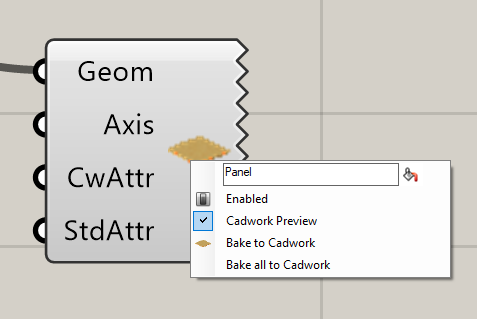 Geom
Axis
CwAttr
StdAttr
Panel
Enabled
Cadwork Preview
Bake to Cadwork
Bake all to Cadwork